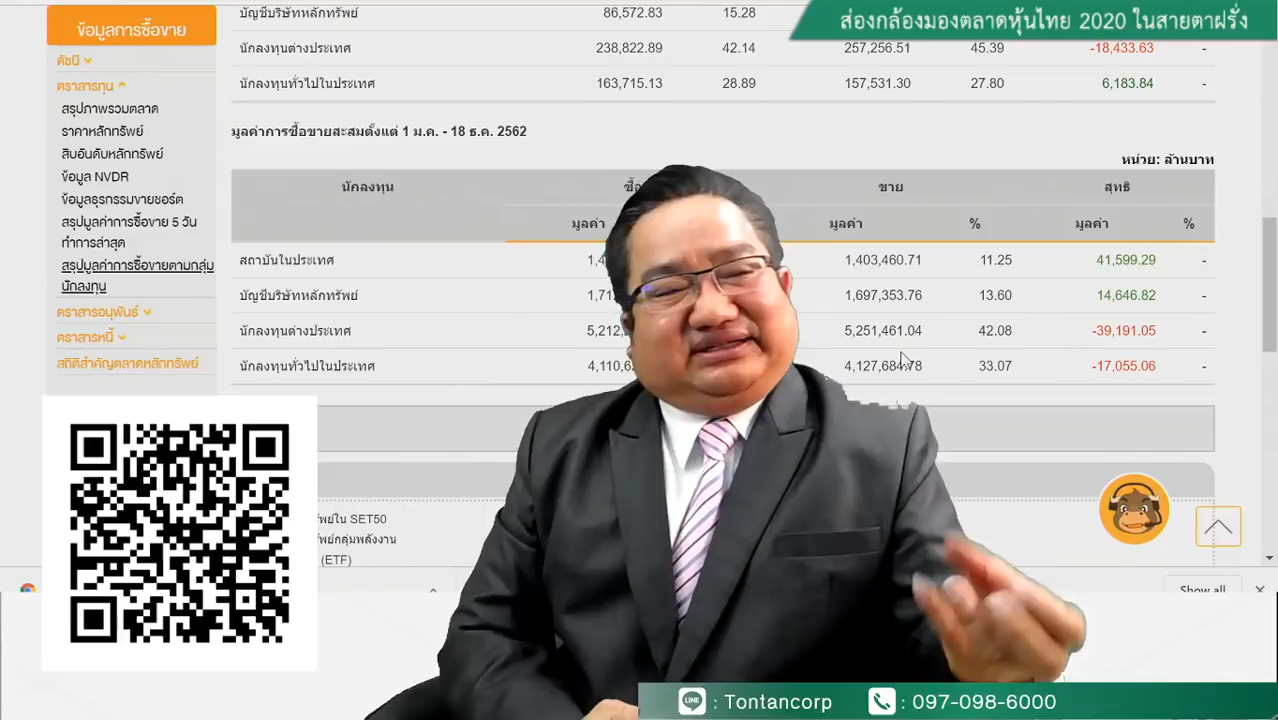 ส่องกล้องมองตลาดหุ้นไทย 2020 ในสายตาฝรั่ง
ข้อมูลการซื้อขาย
ดัชนี
ตราสารทุน
สรุปภาพรวมตลาด
ราคาหลักทรัพย์
สิบอันดับหลักทรัพย์
ข้อมูล NVDR
ข้อมูลธุรกรรมขายชอร์ต
สรุปมูลค่าการซื้อขาย 5 วัน
ทำการล่าสุด
สรุปมูลค่าการซื้อขายตามกลุ่ม
นักลงทุน
ตราสารอนุพันธ์
ตราสารหนี้
สถิติสำคัญตลาดหลักทรัพย์
บัญชีบริษัทหลักทรัพย์ 86,572.83 15.28
นักลงทุนต่างประเทศ 238,822.89 42.14 257,256.51 45.39 -18,433.63 -
นักลงทุนทั่วไปในประเทศ 163,715.13 28.89 157,531.30 27.80 6,183.84 -
มูลค่าการซื้อขายสะสมตั้งแต่ 1 ม.ค. - 18 ธ.ค. 2562
หน่วย: ล้านบาท
นักลงทุน ขาย สุทธิ
มูลค่า มูลค่า % มูลค่า %
สถาบันในประเทศ 1,403,460.71 11.25 41,599.29 -
บัญชีบริษัทหลักทรัพย์ 1,697,353.76 13.60 14,646.82 -
นักลงทุนต่างประเทศ 5,251,461.04 42.08 -39,191.05 -
นักลงทุนทั่วไปในประเทศ 4,127,684.78 33.07 -17,055.06 -
SET50
(ETF)
Show all
LINE : Tontancorp : 097-098-6000